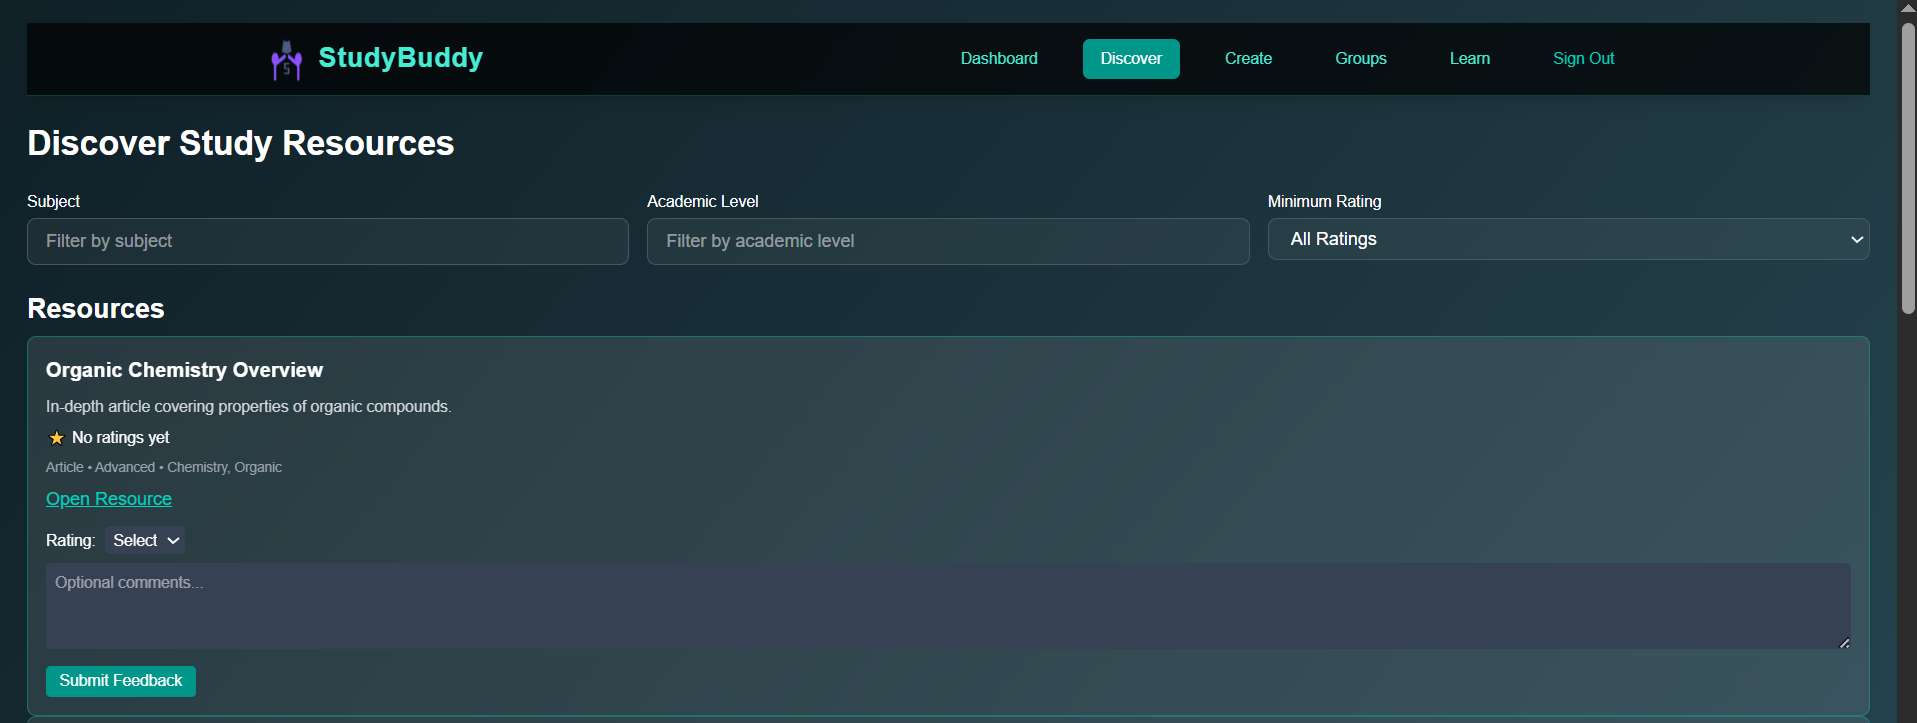 StudyBuddy
Dashboard
Discover
Create
Groups
Learn
Sign Out
Discover Study Resources
Subject
Academic Level
Minimum Rating
Filter by subject
Filter by academic level
All Ratings
Resources
Organic Chemistry Overview
In-depth article covering properties of organic compounds.
No ratings yet
Article • Advanced • Chemistry, Organic
Open Resource
Rating: Select
Optional comments...
Submit Feedback